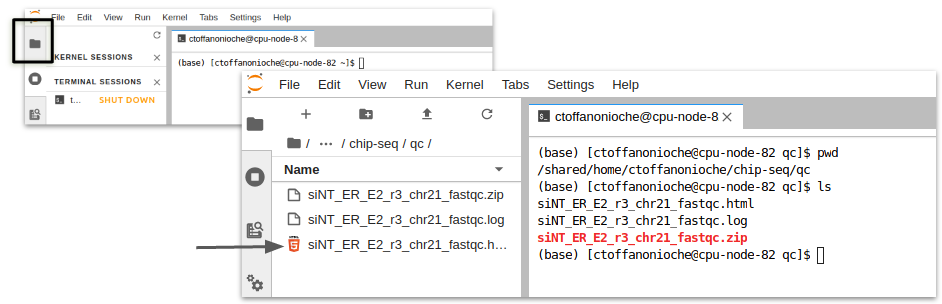 File Edit View Run Kernel Tabs Settings Help
KERNEL SESSIONS
TERMINAL SESSIONS
t... SHUT DOWN
ctoffanonioche@cpu-node-8
(base) [ctoffanonioche@cpu-node-82 ~]$
File Edit View Run Kernel Tabs Settings Help
/ ··· / chip-seq / qc /
Name
siNT_ER_E2_r3_chr21_fastqc.zip
siNT_ER_E2_r3_chr21_fastqc.log
siNT_ER_E2_r3_chr21_fastqc.h...
ctoffanonioche@cpu-node-8
(base) [ctoffanonioche@cpu-node-82 qc]$ pwd
/shared/home/ctoffanonioche/chip-seq/qc
(base) [ctoffanonioche@cpu-node-82 qc]$ ls
siNT_ER_E2_r3_chr21_fastqc.html
siNT_ER_E2_r3_chr21_fastqc.log
siNT_ER_E2_r3_chr21_fastqc.zip
(base) [ctoffanonioche@cpu-node-82 qc]$